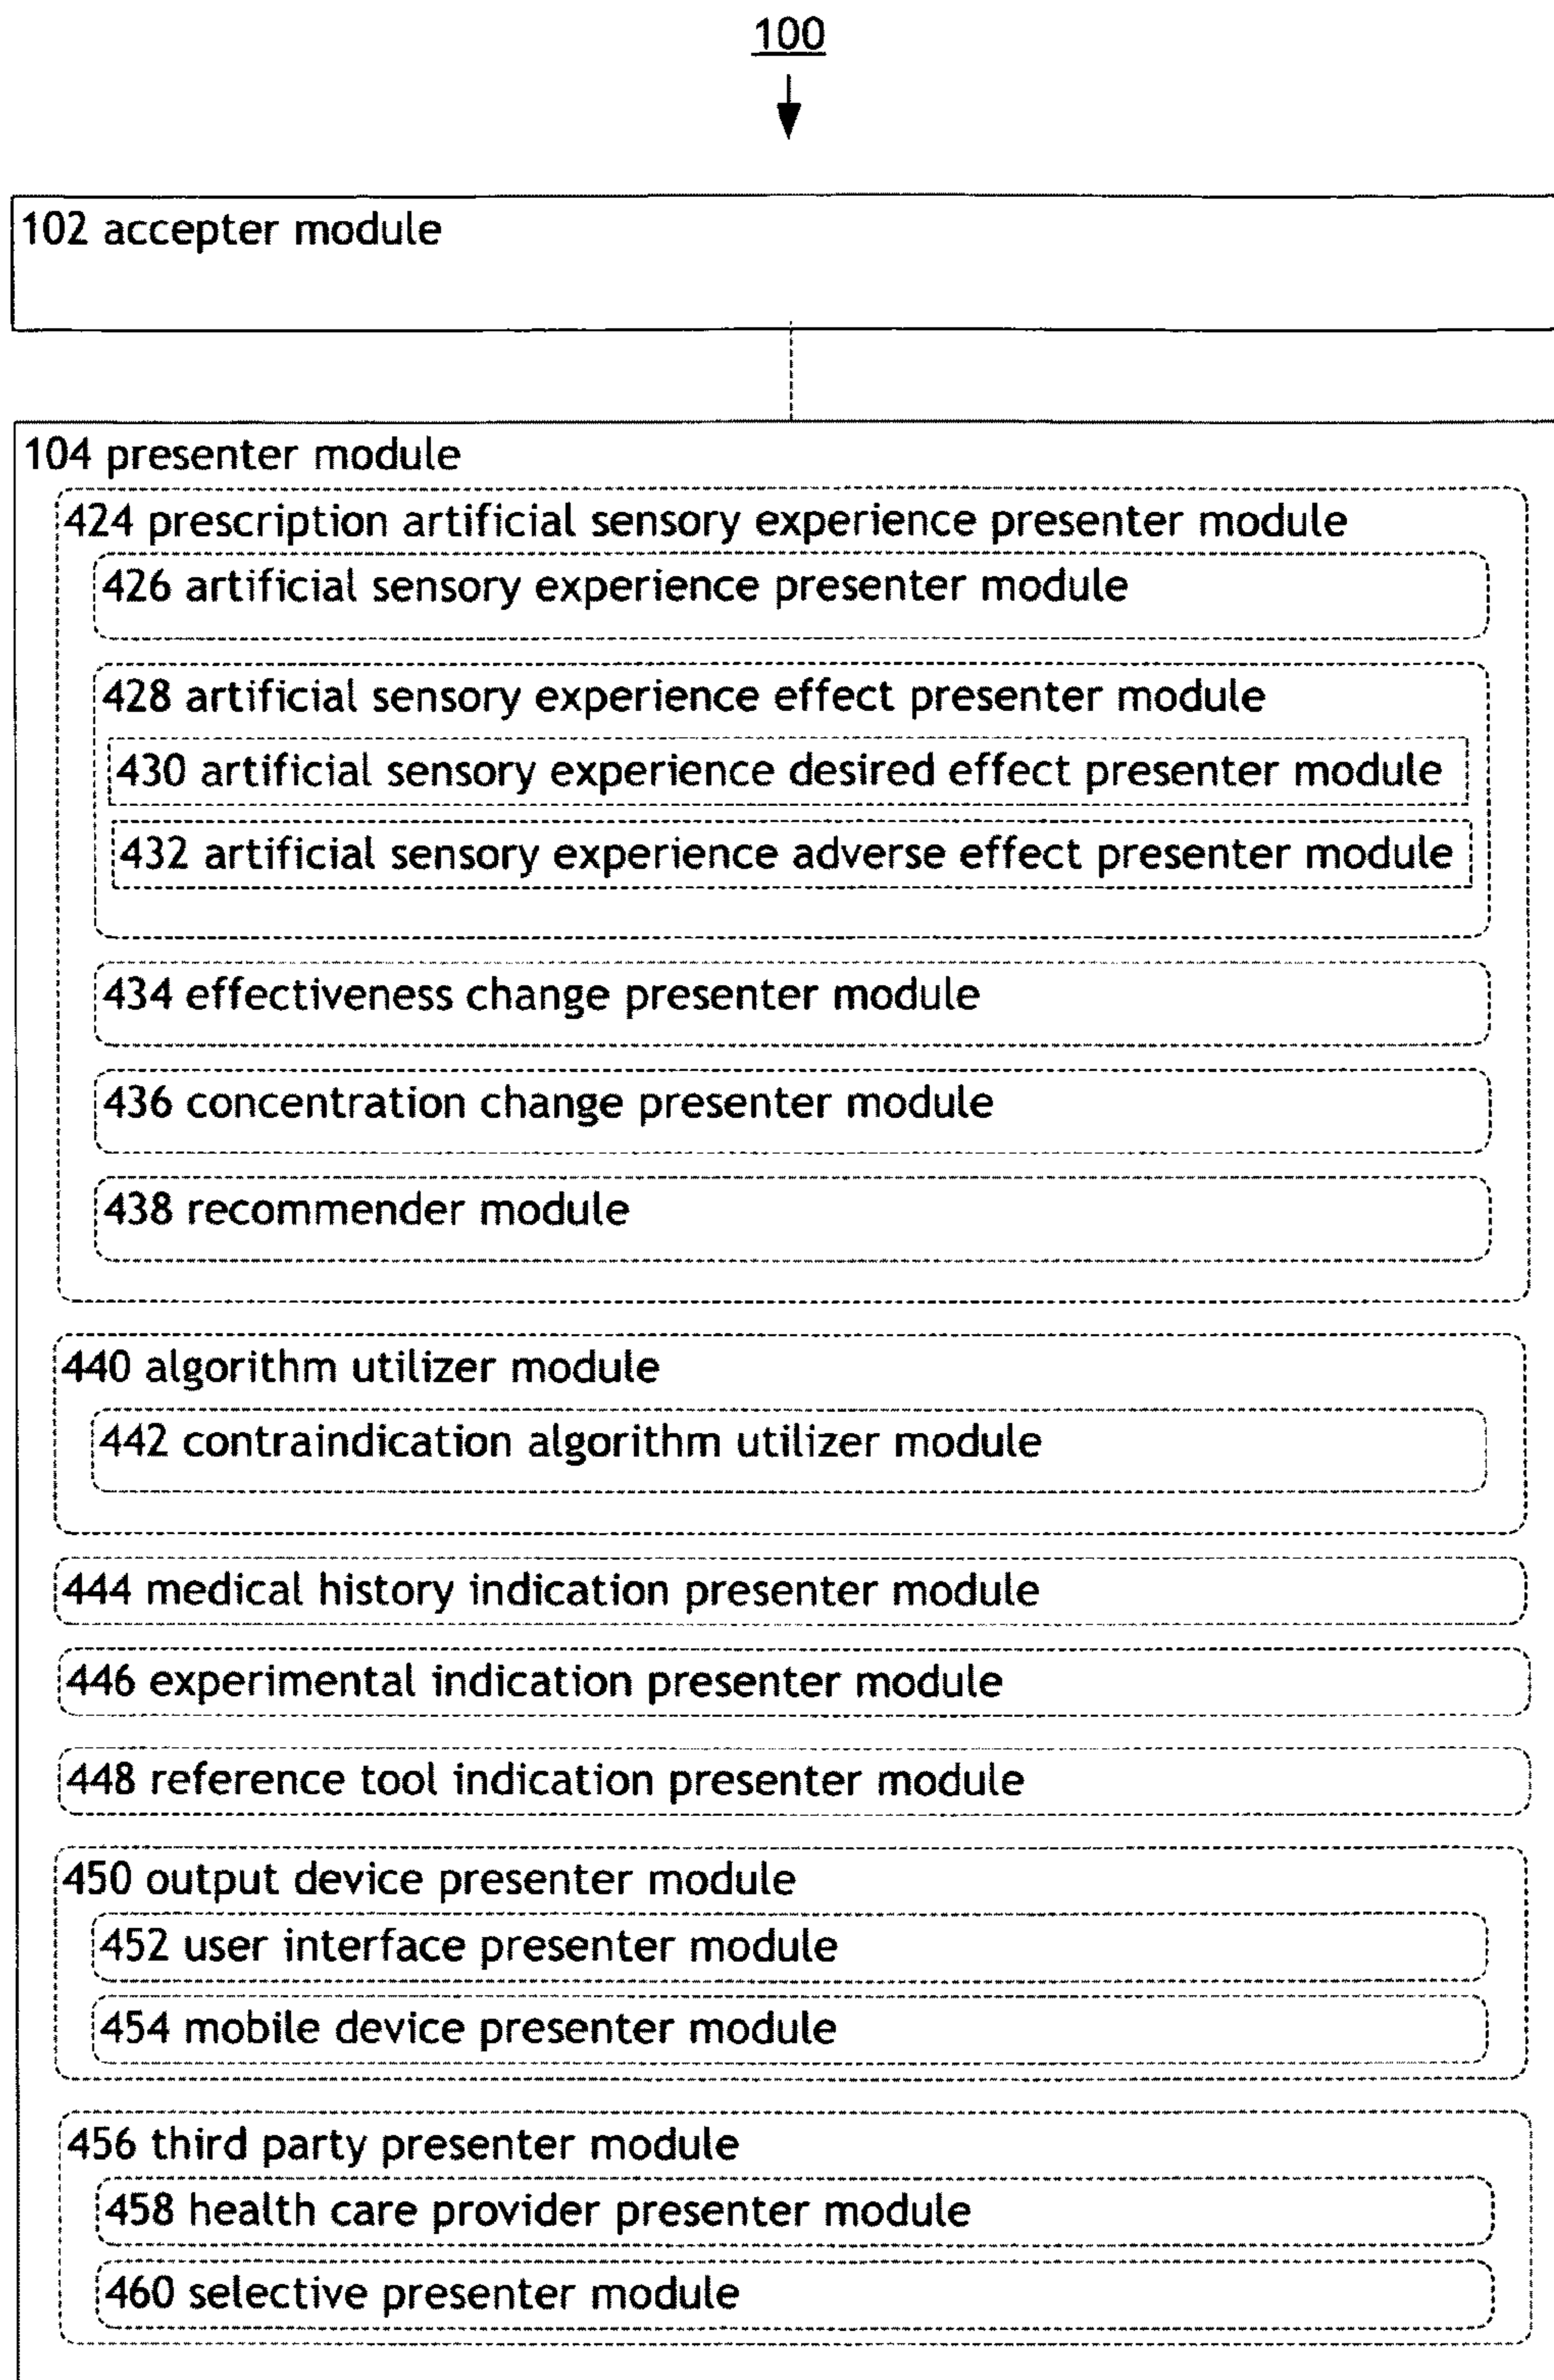 100
102 accepter module
104 presenter module
424 prescription artificial sensory experience presenter module
426 artificial sensory experience presenter module
428 artificial sensory experience effect presenter module
430 artificial sensory experience desired effect presenter module
432 artificial sensory experience adverse effect presenter module
434 effectiveness change presenter module
436 concentration change presenter module
438 recommender module
440 algorithm utilizer module
442 contraindication algorithm utilizer module
444 medical history indication presenter module
446 experimental indication presenter module
448 reference tool indication presenter module
450 output device presenter module
452 user interface presenter module
454 mobile device presenter module
456 third party presenter module
458 health care provider presenter module
460 selective presenter module